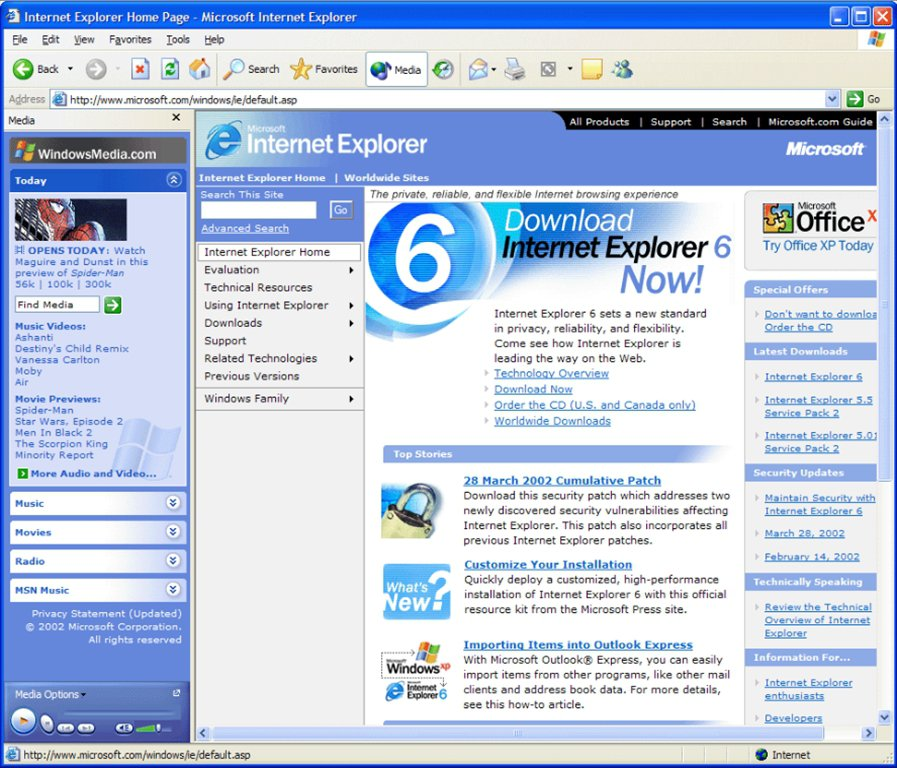 Internet Explorer Home Page - Microsoft Internet Explorer
File Edit View Favorites Tools Help
Back Search Favorites Media
Address http://www.microsoft.com/windows/ie/default.asp Go
Media
WindowsMedia.com
Today
OPENS TODAY: Watch
Maguire and Dunst in this
preview of Spider-Man
56k | 100k | 300k
Find Media
Music Videos:
Ashanti
Destiny's Child Remix
Vanessa Carlton
Moby
Air
Movie Previews:
Spider-Man
Star Wars, Episode 2
Men In Black 2
The Scorpion King
Minority Report
More Audio and Video...
Music
Movies
Radio
MSN Music
Privacy Statement (Updated)
© 2002 Microsoft Corporation.
All rights reserved
Media Options
All Products | Support | Search | Microsoft.com Guide
Microsoft
Internet Explorer
Microsoft
Internet Explorer Home | Worldwide Sites
Search This Site
Go
Advanced Search
Internet Explorer Home
Evaluation
Technical Resources
Using Internet Explorer
Downloads
Support
Related Technologies
Previous Versions
Windows Family
The private, reliable, and flexible Internet browsing experience
6
Download
Internet Explorer 6
Now!
Internet Explorer 6 sets a new standard
in privacy, reliability, and flexibility.
Come see how Internet Explorer is
leading the way on the Web.
Technology Overview
Download Now
Order the CD (U.S. and Canada only)
Worldwide Downloads
Top Stories
28 March 2002 Cumulative Patch
Download this security patch which addresses two
newly discovered security vulnerabilities affecting
Internet Explorer. This patch also incorporates all
previous Internet Explorer patches.
What's
New?
Customize Your Installation
Quickly deploy a customized, high-performance
installation of Internet Explorer 6 with this official
resource kit from the Microsoft Press site.
Microsoft
Windows xp
Microsoft
Internet
Explorer 6
Importing Items into Outlook Express
With Microsoft Outlook® Express, you can easily
import items from other programs, like other mail
clients and address book data. For more details,
see this how-to article.
Microsoft
Office X
Try Office XP Today
Special Offers
Don't want to downloa
Order the CD
Latest Downloads
Internet Explorer 6
Internet Explorer 5.5
Service Pack 2
Internet Explorer 5.01
Service Pack 2
Security Updates
Maintain Security with
Internet Explorer 6
March 28, 2002
February 14, 2002
Technically Speaking
Review the Technical
Overview of Internet
Explorer
Information For...
Internet Explorer
enthusiasts
Developers
http://www.microsoft.com/windows/ie/default.asp Internet